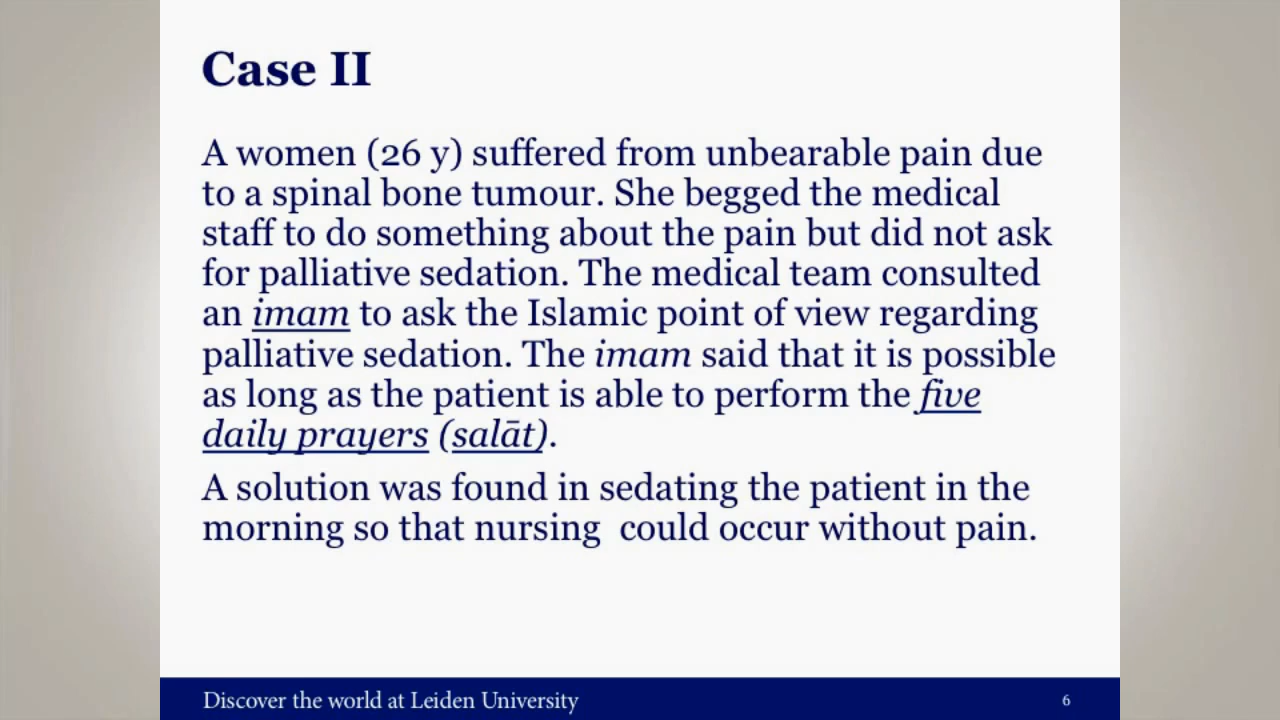 Case II
A women (26 y) suffered from unbearable pain due
to a spinal bone tumour. She begged the medical
staff to do something about the pain but did not ask
for palliative sedation. The medical team consulted
an imam to ask the Islamic point of view regarding
palliative sedation. The imam said that it is possible
as long as the patient is able to perform the five
daily prayers (salāt).
A solution was found in sedating the patient in the
morning so that nursing  could occur without pain.
Discover the world at Leiden University
6